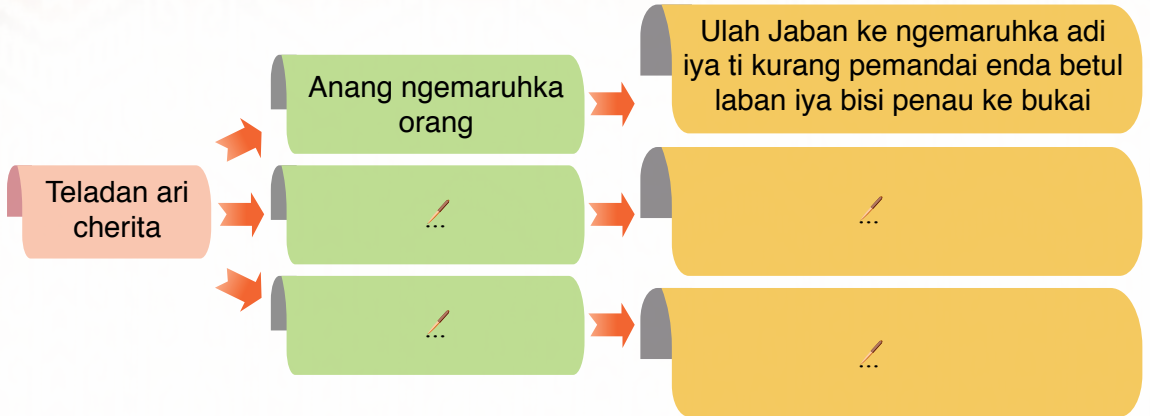 Teladan ari
cherita
Anang ngemaruhka
orang
Ulah Jaban ke ngemaruhka adi
iya ti kurang pemandai enda betul
laban iya bisi penau ke bukai
...
...
...
...